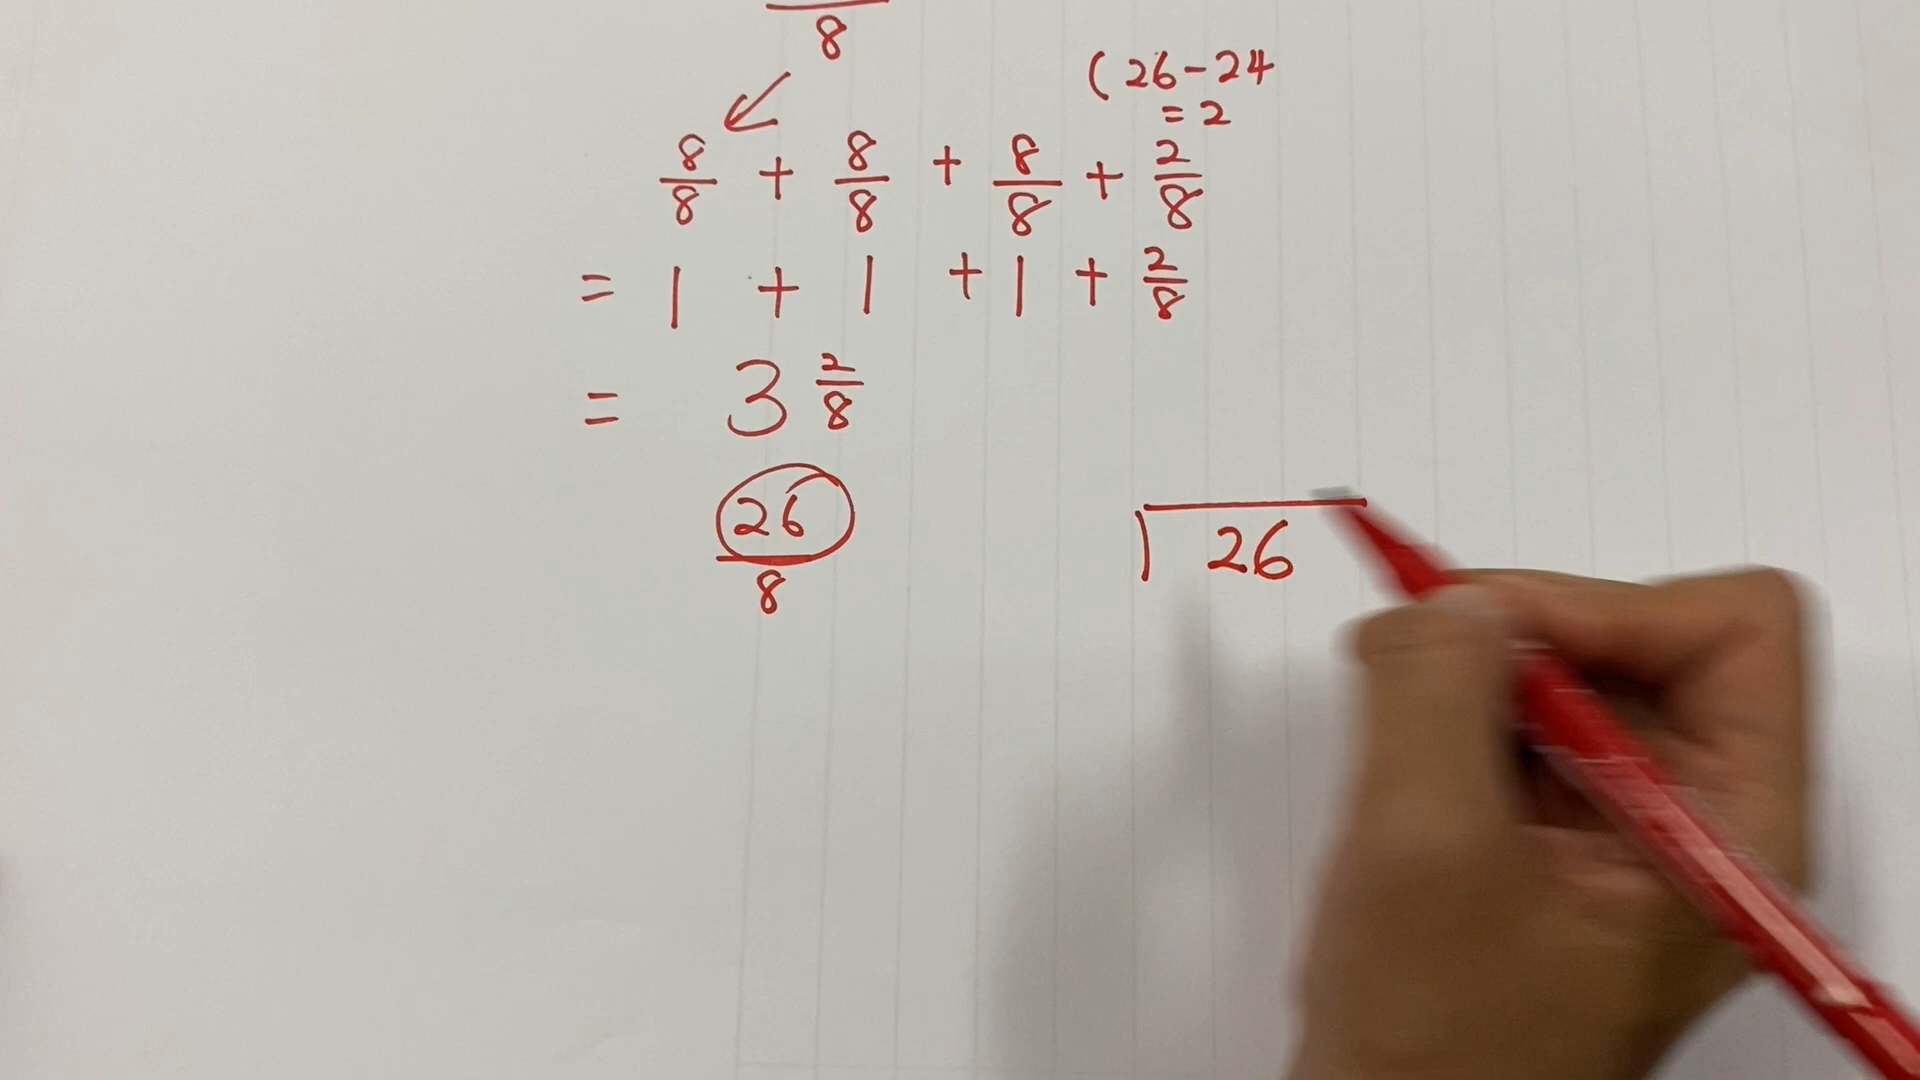 8
(26-24
= 2
8/8 + 8/8 + 8/8 + 2/8
= 1 + 1 + 1 + 2/8
= 3 2/8
26/8
26